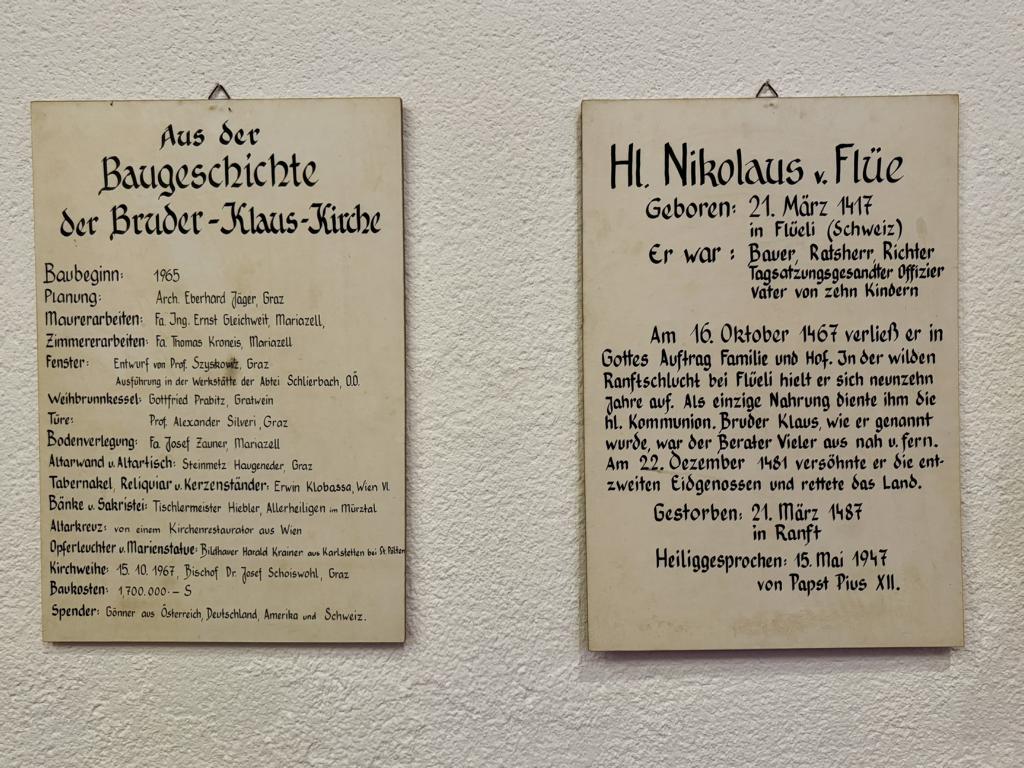 Aus der
Baugeschichte
der Bruder-Klaus-Kirche
Baubeginn: 1965
Planung: Arch. Eberhard Jäger, Graz
Maurerarbeiten: Fa. Ing. Ernst Gleichweit, Mariazell,
Zimmererarbeiten: Fa. Thomas Kroneis, Mariazell
Fenster: Entwurf von Prof. Szyskowitz, Graz
Ausführung in der Werkstätte der Abtei Schlierbach, O.Ö.
Weihbrunnkessel: Gottfried Prabitz, Gratwein
Türe: Prof. Alexander Silveri, Graz
Bodenverlegung: Fa. Josef Zauner, Mariazell
Altarwand u. Altartisch: Steinmetz Haugeneder, Graz
Tabernakel, Reliquiar u. Kerzenständer: Erwin Klobassa, Wien VI.
Bänke u. Sakristei: Tischlermeister Hiebler, Allerheiligen im Mürztal
Altarkreuz: von einem Kirchenrestaurator aus Wien
Opferleuchter u. Marienstatue: Bildhauer Harald Krainer aus Karlstetten bei St. Pölten
Kirchweihe: 15. 10. 1967, Bischof Dr. Josef Schoiswohl, Graz
Baukosten: 1,700.000.- S
Spender: Gönner aus Österreich, Deutschland, Amerika und Schweiz.
Hl. Nikolaus v. Flüe
Geboren: 21. März 1417
in Flüeli (Schweiz)
Er war: Bauer, Ratsherr, Richter
Tagsatzungsgesandter Offizier
Vater von zehn Kindern
Am 16. Oktober 1467 verließ er in
Gottes Auftrag Familie und Hof. In der wilden
Ranftschlucht bei Flüeli hielt er sich neunzehn
Jahre auf. Als einzige Nahrung diente ihm die
hl. Kommunion. Bruder Klaus, wie er genannt
wurde, war der Berater Vieler aus nah u. fern.
Am 22. Dezember 1481 versöhnte er die ent-
zweiten Eidgenossen und rettete das Land.
Gestorben: 21. März 1487
in Ranft
Heiliggesprochen: 15. Mai 1947
von Papst Pius XII.